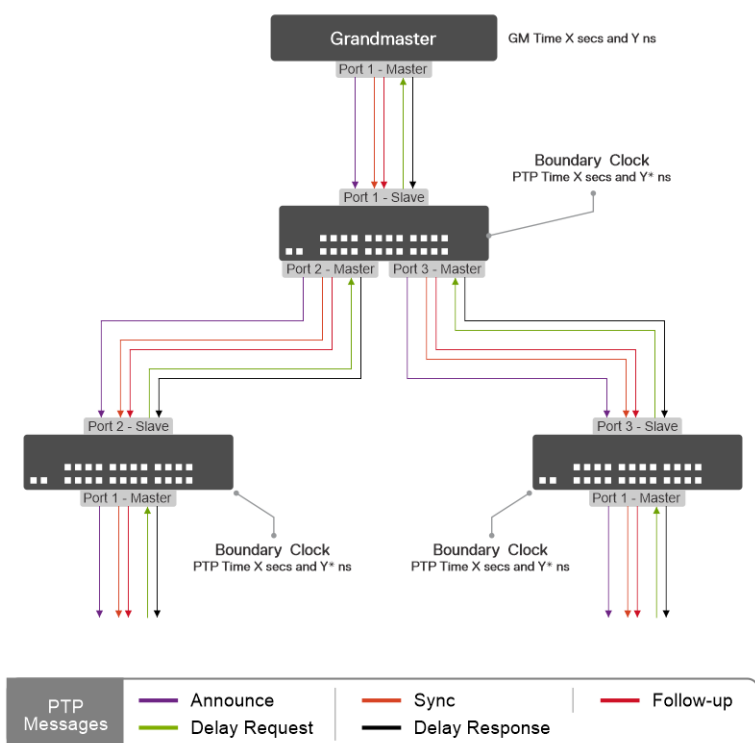 Grandmaster
GM Time X secs and Y ns
Port 1 - Master
Boundary Clock
PTP Time X secs and Y* ns
Port 1 - Slave
Port 2 - Master
Port 3 - Master
Port 2 - Slave
Port 3 - Slave
Port 1 - Master
Port 1 - Master
Boundary Clock
PTP Time X secs and Y* ns
Boundary Clock
PTP Time X secs and Y* ns
PTP
Messages
Announce
Sync
Follow-up
Delay Request
Delay Response